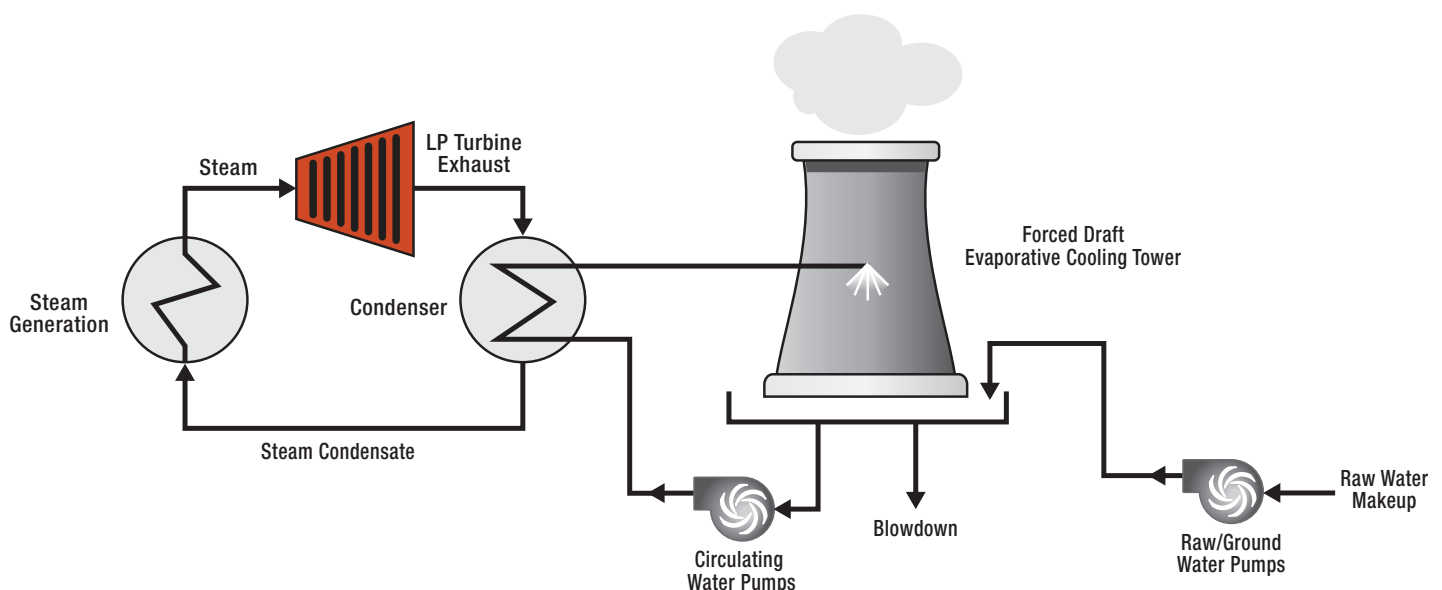 LP Turbine
Exhaust
Steam
Forced Draft
Evaporative Cooling Tower
Steam
Generation
Condenser
Steam Condensate
Raw Water
Makeup
Blowdown
Circulating
Water Pumps
Raw/Ground
Water Pumps